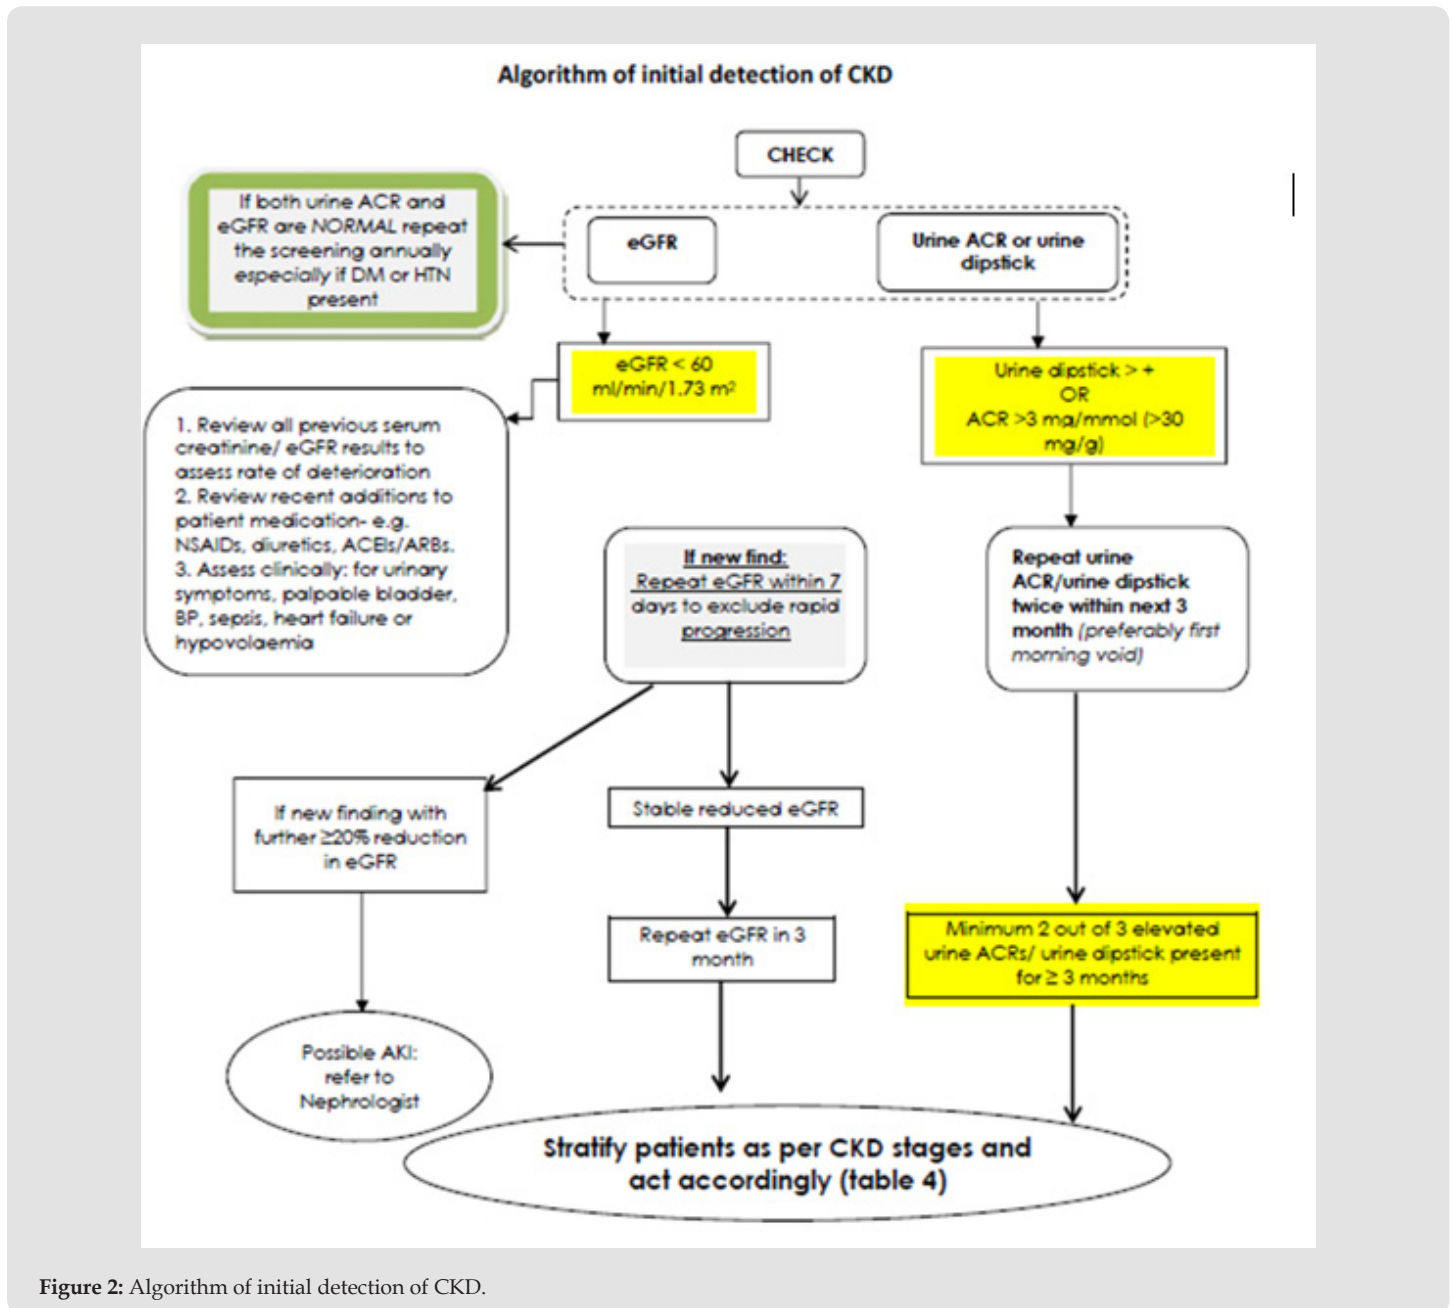 Algorithm of initial detection of CKD
CHECK
If both urine ACR and
eGFR are NORMAL repeat
the screening annually
especially if DM or HTN
present
eGFR
Urine ACR or urine
dipstick
eGFR < 60
ml/min/1.73 m²
Urine dipstick > +
OR
ACR >3 mg/mmol (>30
mg/g)
1. Review all previous serum
creatinine/ eGFR results to
assess rate of deterioration
2. Review recent additions to
patient medication- e.g.
NSAIDs, diuretics, ACEIs/ARBs.
3. Assess clinically: for urinary
symptoms, palpable bladder,
BP, sepsis, heart failure or
hypovolaemia
If new find:
Repeat eGFR within 7
days to exclude rapid
progression
Repeat urine
ACR/urine dipstick
twice within next 3
month (preferably first
morning void)
If new finding with
further ≥20% reduction
in eGFR
Stable reduced eGFR
Repeat eGFR in 3
month
Minimum 2 out of 3 elevated
urine ACRs/ urine dipstick present
for ≥ 3 months
Possible AKI:
refer to
Nephrologist
Stratify patients as per CKD stages and
act accordingly (table 4)
Figure 2: Algorithm of initial detection of CKD.